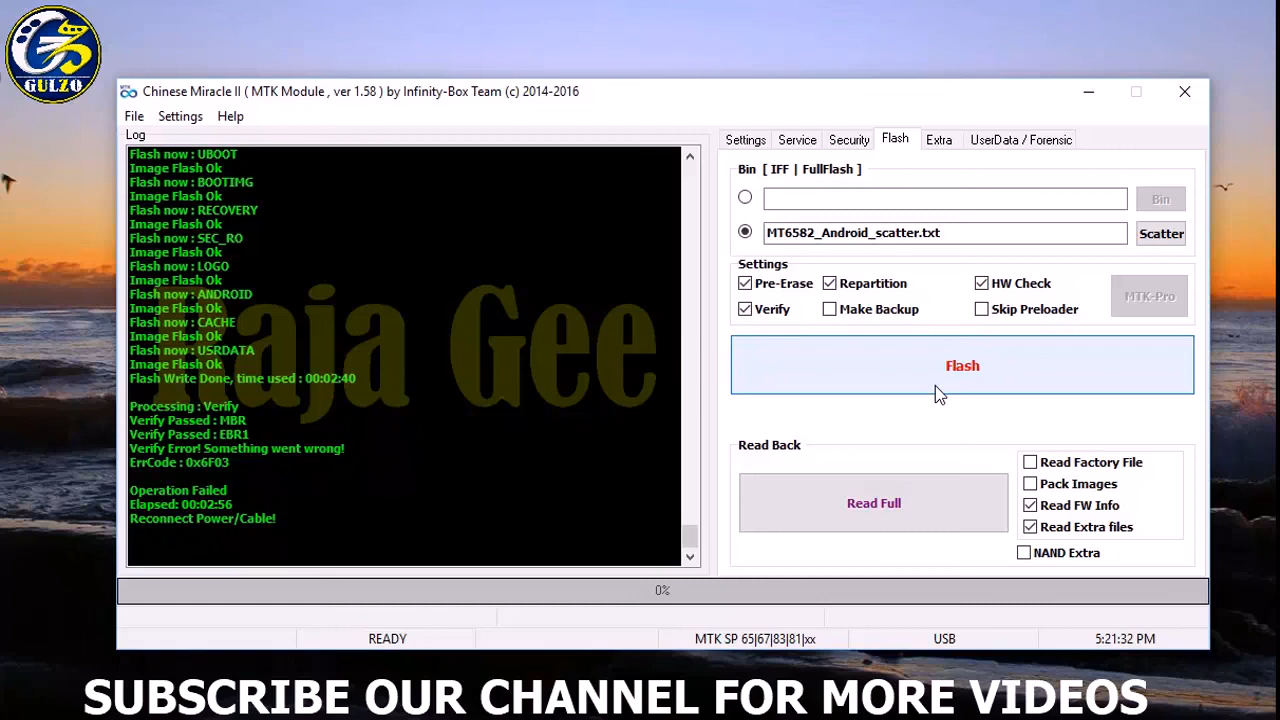 GULZO
Chinese Miracle II ( MTK Module , ver 1.58 ) by Infinity-Box Team (c) 2014-2016
File Settings Help
Log
Flash now : UBOOT
Image Flash Ok
Flash now : BOOTIMG
Image Flash Ok
Flash now : RECOVERY
Image Flash Ok
Flash now : SEC_RO
Image Flash Ok
Flash now : LOGO
Image Flash Ok
Flash now : ANDROID
Image Flash Ok
Flash now : CACHE
Image Flash Ok
Flash now : USRDATA
Image Flash Ok
Flash Write Done, time used : 00:02:40
Processing : Verify
Verify Passed : MBR
Verify Passed : EBR1
Verify Error! Something went wrong!
ErrCode : 0x6F03
Operation Failed
Elapsed: 00:02:56
Reconnect Power/Cable!
Raja Gee
Settings Service Security Flash Extra UserData / Forensic
Bin [ IFF | FullFlash ]
Bin
MT6582_Android_scatter.txt Scatter
Settings
Pre-Erase Repartition HW Check MTK-Pro
Verify Make Backup Skip Preloader
Flash
Read Back
Read Full
Read Factory File
Pack Images
Read FW Info
Read Extra files
NAND Extra
0%
READY MTK SP 65|67|83|81|xx USB 5:21:32 PM
SUBSCRIBE OUR CHANNEL FOR MORE VIDEOS